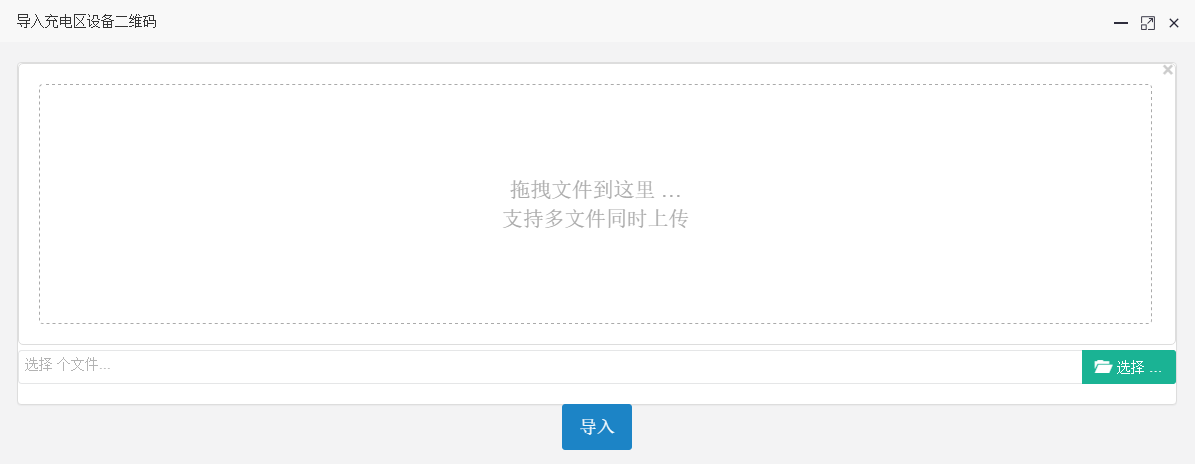 导入充电区设备二维码
拖拽文件到这里 ...
支持多文件同时上传
选择 个文件...
选择 ...
导入